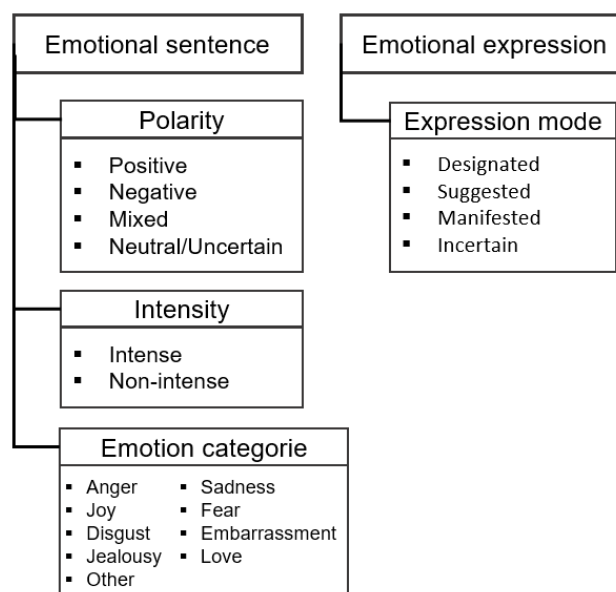 Emotional sentence
Polarity
▪ Positive
▪ Negative
▪ Mixed
▪ Neutral/Uncertain
Intensity
▪ Intense
▪ Non-intense
Emotion categorie
▪ Anger ▪ Sadness
▪ Joy ▪ Fear
▪ Disgust ▪ Embarrassment
▪ Jealousy ▪ Love
▪ Other
Emotional expression
Expression mode
▪ Designated
▪ Suggested
▪ Manifested
▪ Incertain